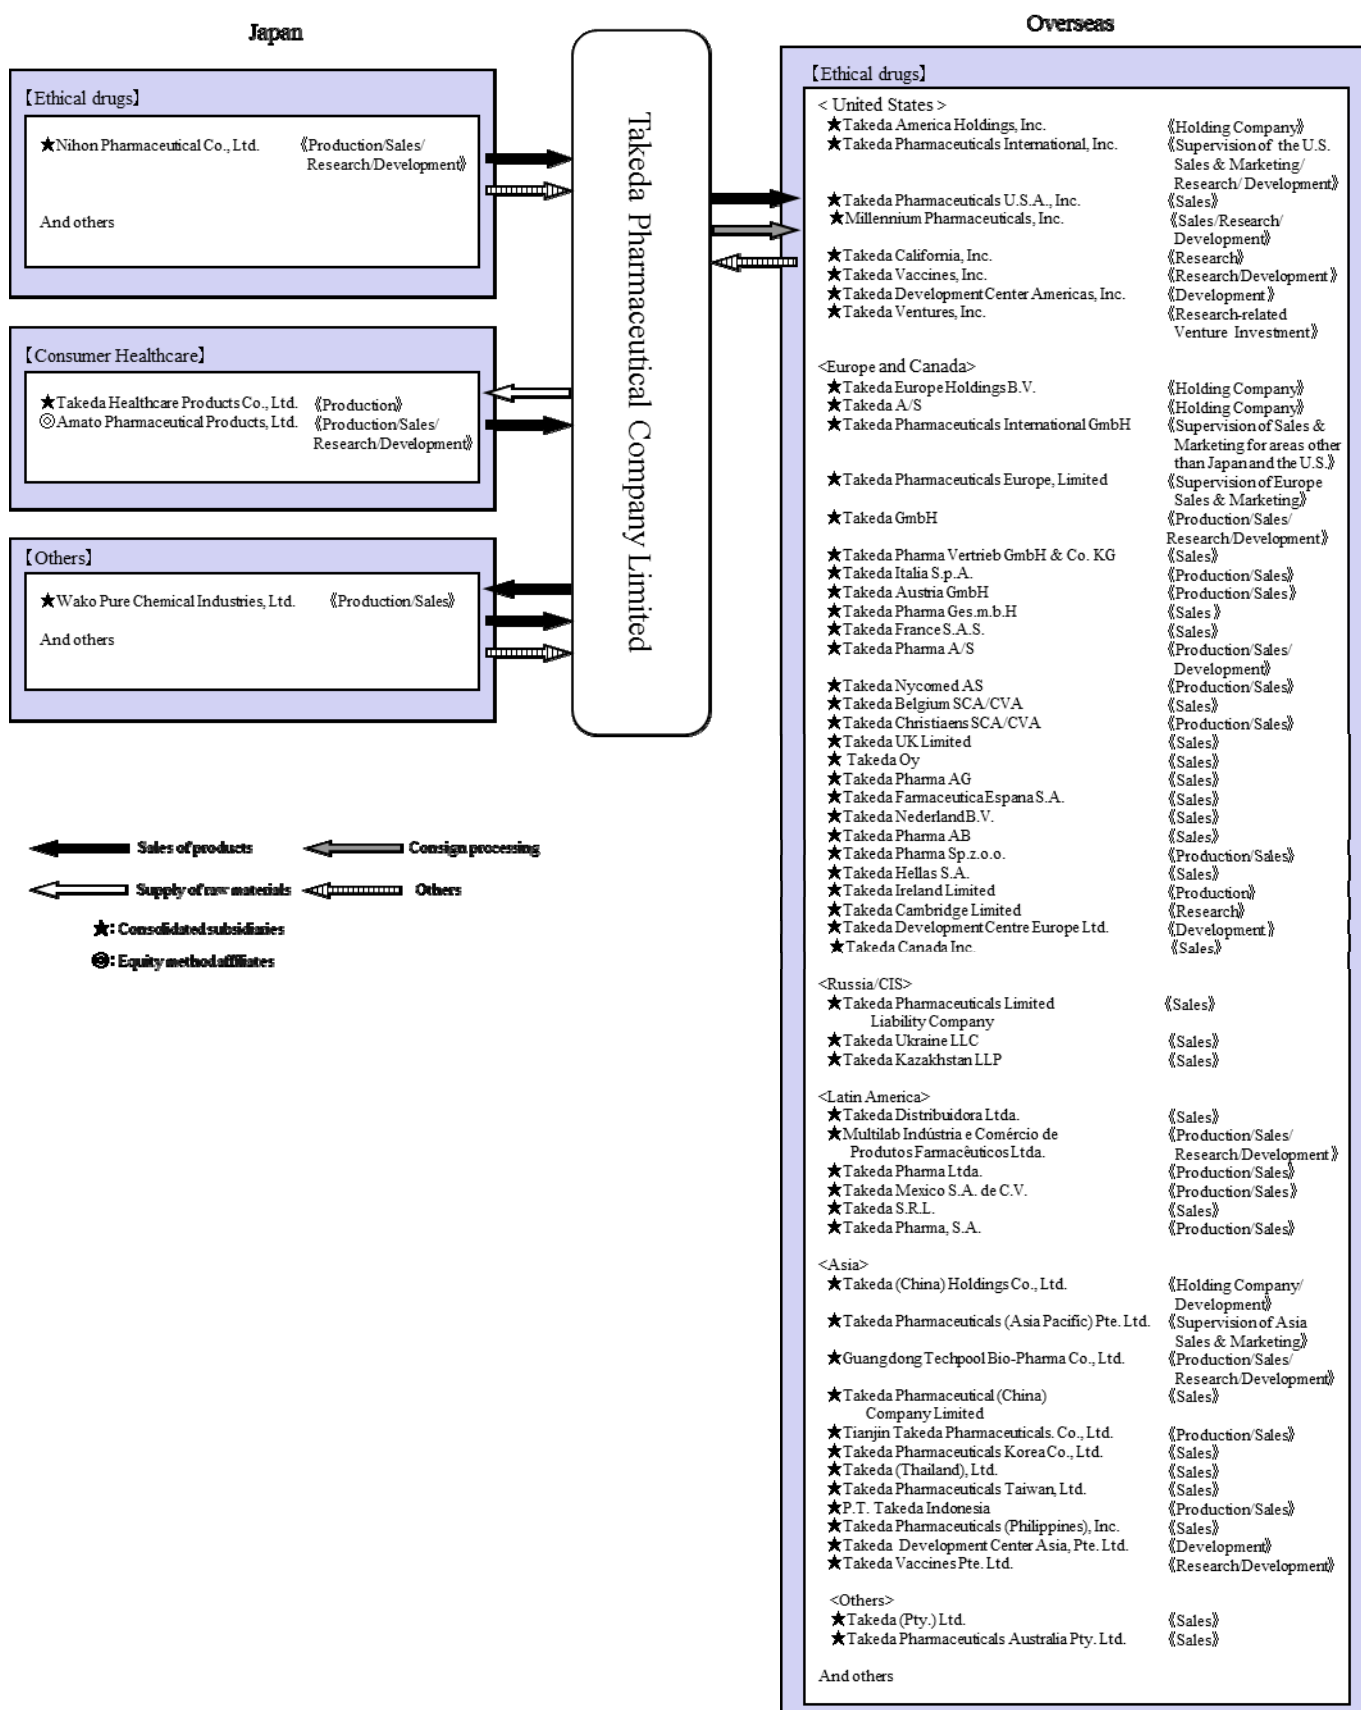 Japan
【Ethical drugs】
★Nihon Pharmaceutical Co., Ltd. 《Production/Sales/
Research/Development》
And others
【Consumer Healthcare】
★Takeda Healthcare Products Co., Ltd. 《Production》
◎Amato Pharmaceutical Products, Ltd. 《Production/Sales/
Research/Development》
【Others】
★Wako Pure Chemical Industries, Ltd. 《Production/Sales》
And others
Takeda Pharmaceutical Company Limited
Sales of products
Consign processing
Supply of raw materials
Others
★: Consolidated subsidiaries
◎: Equity method affiliates
Overseas
【Ethical drugs】
< United States >
★Takeda America Holdings, Inc. 《Holding Company》
★Takeda Pharmaceuticals International, Inc. 《Supervision of the U.S.
Sales & Marketing/
Research/ Development》
★Takeda Pharmaceuticals U.S.A., Inc. 《Sales》
★Millennium Pharmaceuticals, Inc. 《Sales/Research/
Development》
★Takeda California, Inc. 《Research》
★Takeda Vaccines, Inc. 《Research/Development》
★Takeda Development Center Americas, Inc. 《Development》
★Takeda Ventures, Inc. 《Research-related
Venture Investment》
<Europe and Canada>
★Takeda Europe Holdings B.V. 《Holding Company》
★Takeda A/S 《Holding Company》
★Takeda Pharmaceuticals International GmbH 《Supervision of Sales &
Marketing for areas other
than Japan and the U.S.》
★Takeda Pharmaceuticals Europe, Limited 《Supervision of Europe
Sales & Marketing》
★Takeda GmbH 《Production/Sales/
Research/Development》
★Takeda Pharma Vertrieb GmbH & Co. KG 《Sales》
★Takeda Italia S.p.A. 《Production/Sales》
★Takeda Austria GmbH 《Production/Sales》
★Takeda Pharma Ges.m.b.H 《Sales 》
★Takeda France S.A.S. 《Sales》
★Takeda Pharma A/S 《Production/Sales/
Development》
★Takeda Nycomed AS 《Production/Sales》
★Takeda Belgium SCA/CVA 《Sales》
★Takeda Christiaens SCA/CVA 《Production/Sales》
★Takeda UK Limited 《Sales》
★ Takeda Oy 《Sales》
★Takeda Pharma AG 《Sales》
★Takeda Farmaceutica Espana S.A. 《Sales》
★Takeda Nederland B.V. 《Sales》
★Takeda Pharma AB 《Sales》
★Takeda Pharma Sp.z.o.o. 《Production/Sales》
★Takeda Hellas S.A. 《Sales》
★Takeda Ireland Limited 《Production》
★Takeda Cambridge Limited 《Research》
★Takeda Development Centre Europe Ltd. 《Development 》
★Takeda Canada Inc. 《Sales》
<Russia/CIS>
★Takeda Pharmaceuticals Limited 《Sales》
Liability Company
★Takeda Ukraine LLC 《Sales》
★Takeda Kazakhstan LLP 《Sales》
<Latin America>
★Takeda Distribuidora Ltda. 《Sales》
★Multilab Indústria e Comércio de 《Production/Sales/
Produtos Farmacêuticos Ltda. Research/Development 》
★Takeda Pharma Ltda. 《Production/Sales》
★Takeda Mexico S.A. de C.V. 《Production/Sales 》
★Takeda S.R.L. 《Sales》
★Takeda Pharma, S.A. 《Production/Sales》
<Asia>
★Takeda (China) Holdings Co., Ltd. 《Holding Company/
Development》
★Takeda Pharmaceuticals (Asia Pacific) Pte. Ltd. 《Supervision of Asia
Sales & Marketing》
★Guangdong Techpool Bio-Pharma Co., Ltd. 《Production/Sales/
Research/Development》
★Takeda Pharmaceutical (China) 《Sales》
Company Limited
★Tianjin Takeda Pharmaceuticals. Co., Ltd. 《Production/Sales》
★Takeda Pharmaceuticals Korea Co., Ltd. 《Sales》
★Takeda (Thailand), Ltd. 《Sales》
★Takeda Pharmaceuticals Taiwan, Ltd. 《Sales》
★P.T. Takeda Indonesia 《Production/Sales》
★Takeda Pharmaceuticals (Philippines), Inc. 《Sales》
★Takeda Development Center Asia, Pte. Ltd. 《Development》
★Takeda Vaccines Pte. Ltd. 《Research/Development》
<Others>
★Takeda (Pty.) Ltd. 《Sales》
★Takeda Pharmaceuticals Australia Pty. Ltd. 《Sales》
And others